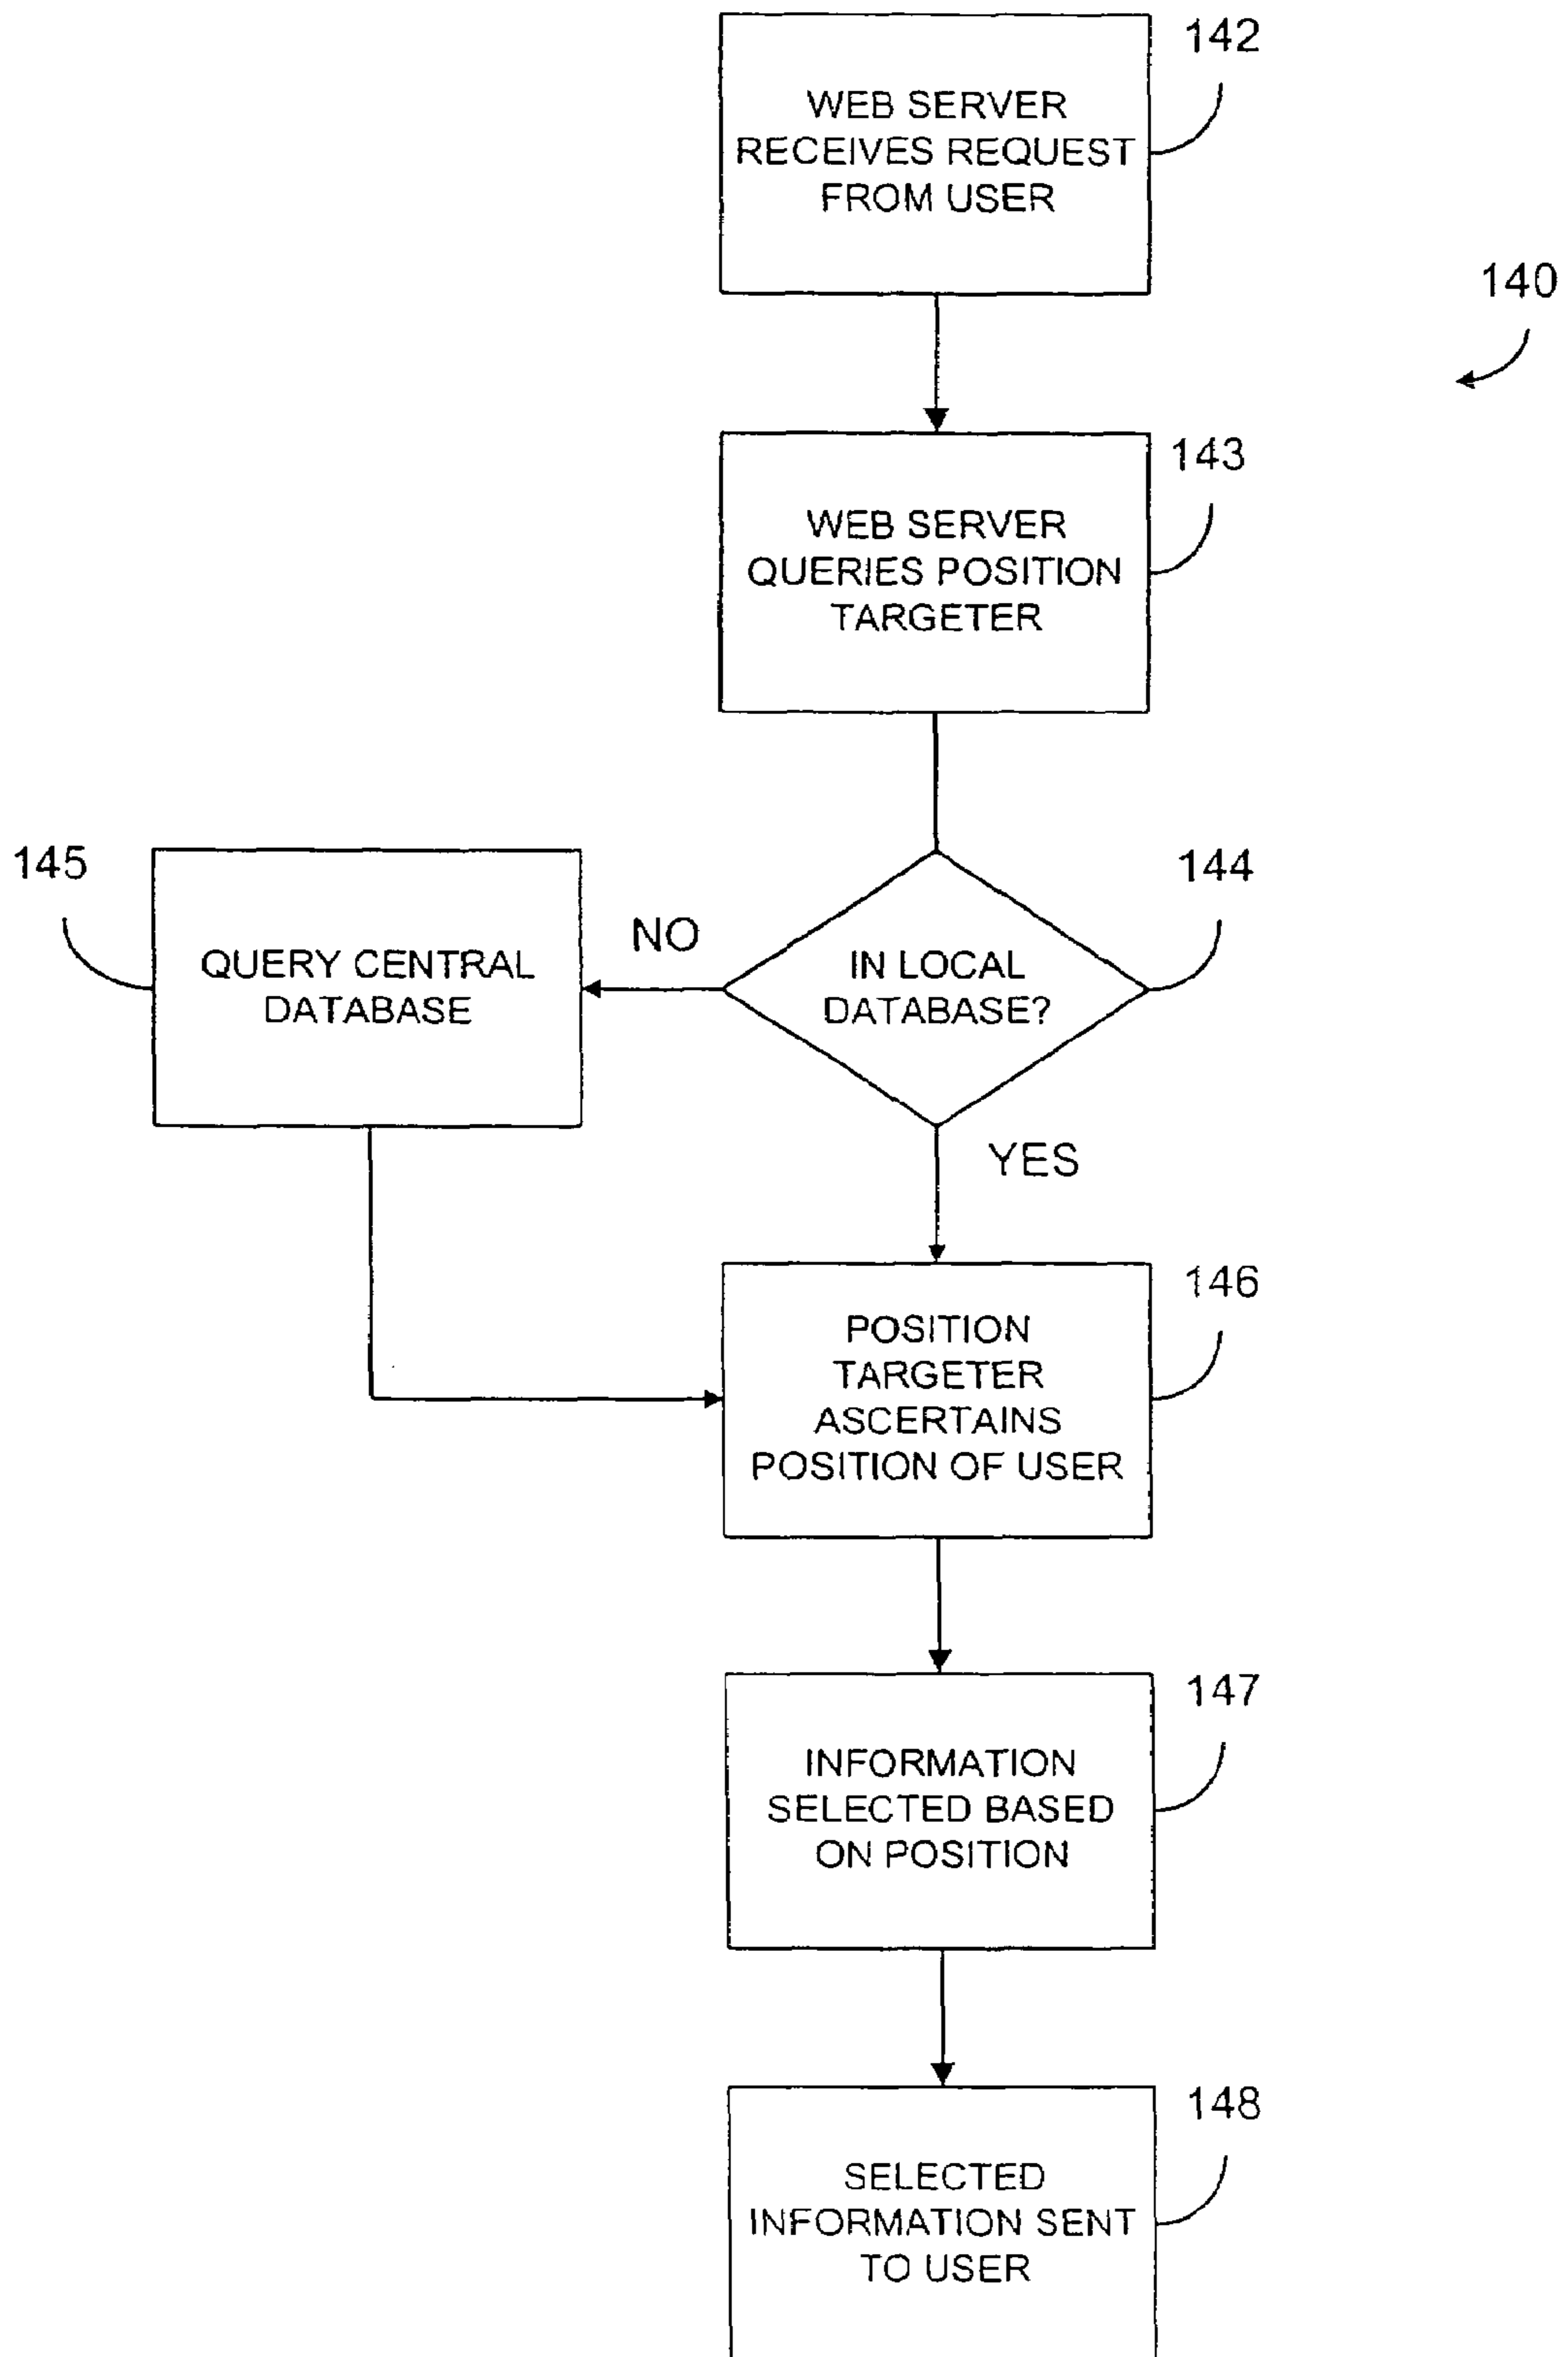 142
WEB SERVER
RECEIVES REQUEST
FROM USER
140
143
WEB SERVER
QUERIES POSITION
TARGETER
145
144
QUERY CENTRAL
DATABASE
NO
IN LOCAL
DATABASE?
YES
146
POSITION
TARGETER
ASCERTAINS
POSITION OF USER
147
INFORMATION
SELECTED BASED
ON POSITION
148
SELECTED
INFORMATION SENT
TO USER